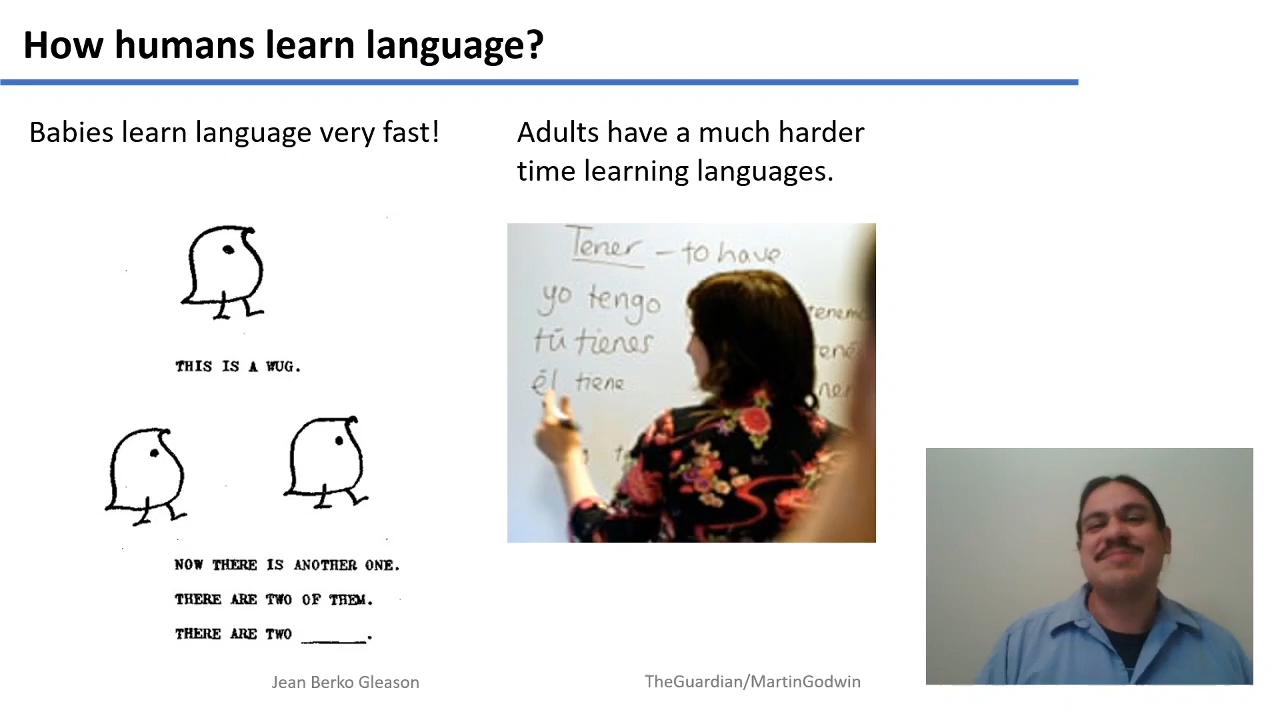 How humans learn language?
Babies learn language very fast!
THIS IS A WUG.
NOW THERE IS ANOTHER ONE.
THERE ARE TWO OF THEM.
THERE ARE TWO ______.
Jean Berko Gleason
Adults have a much harder
time learning languages.
Tener – to have
yo tengo
tú tienes
él tiene
TheGuardian/MartinGodwin